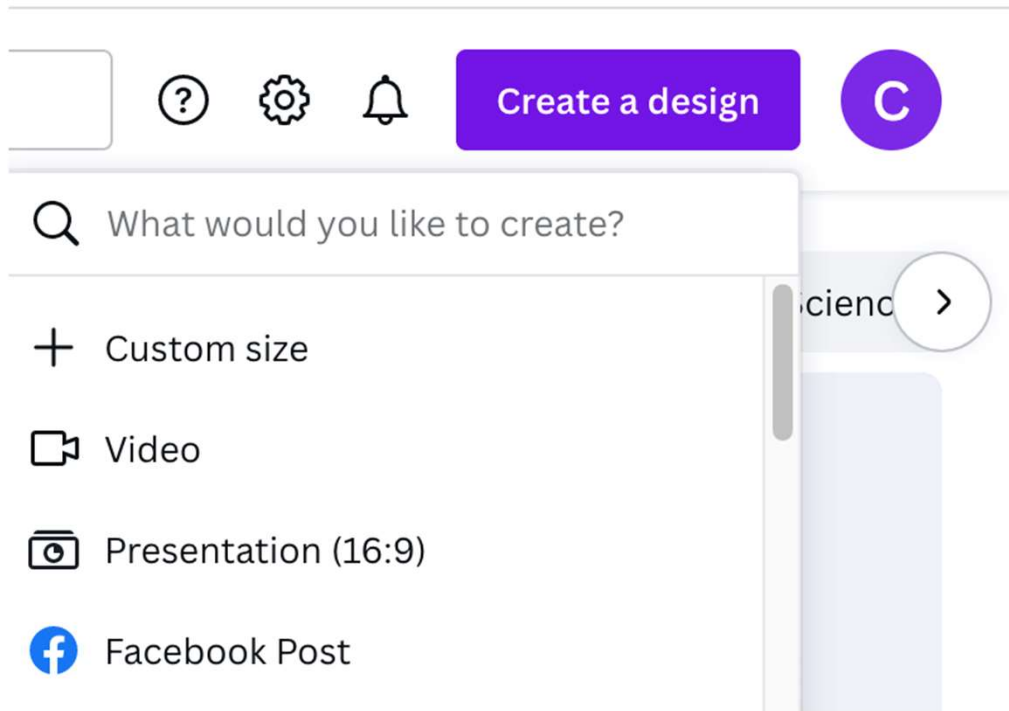 Create a design
C
What would you like to create?
Custom size
Video
Presentation (16:9)
Facebook Post